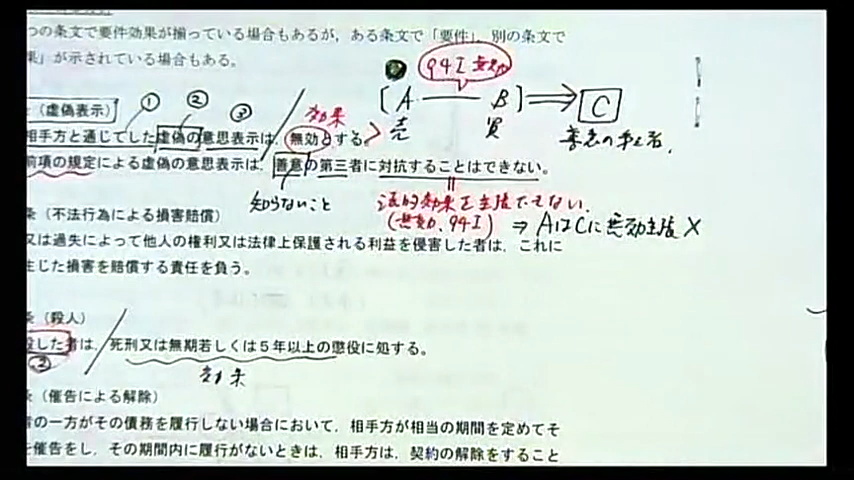 つの条文で要件効果が揃っている場合もあるが，ある条文で「要件」，別の条文で
果」が示されている場合もある。
94Ⅰ 無効
A B C
売 買 善意の第三者.
① ② ③ 効果
（虚偽表示）
相手方と通じてした虚偽の意思表示は，無効とする。
前項の規定による虚偽の意思表示は，善意の第三者に対抗することはできない。
知らないこと
法的効果を主張できない.
(無効, 94Ⅰ) ⇒ AはCに無効主張×
条（不法行為による損害賠償）
又は過失によって他人の権利又は法律上保護される利益を侵害した者は，これに
生じた損害を賠償する責任を負う。
条（殺人）
殺した者は，死刑又は無期若しくは５年以上の懲役に処する。
② 効果
条（催告による解除）
者の一方がその債務を履行しない場合において，相手方が相当の期間を定めてそ
を催告をし，その期間内に履行がないときは，相手方は，契約の解除をすること